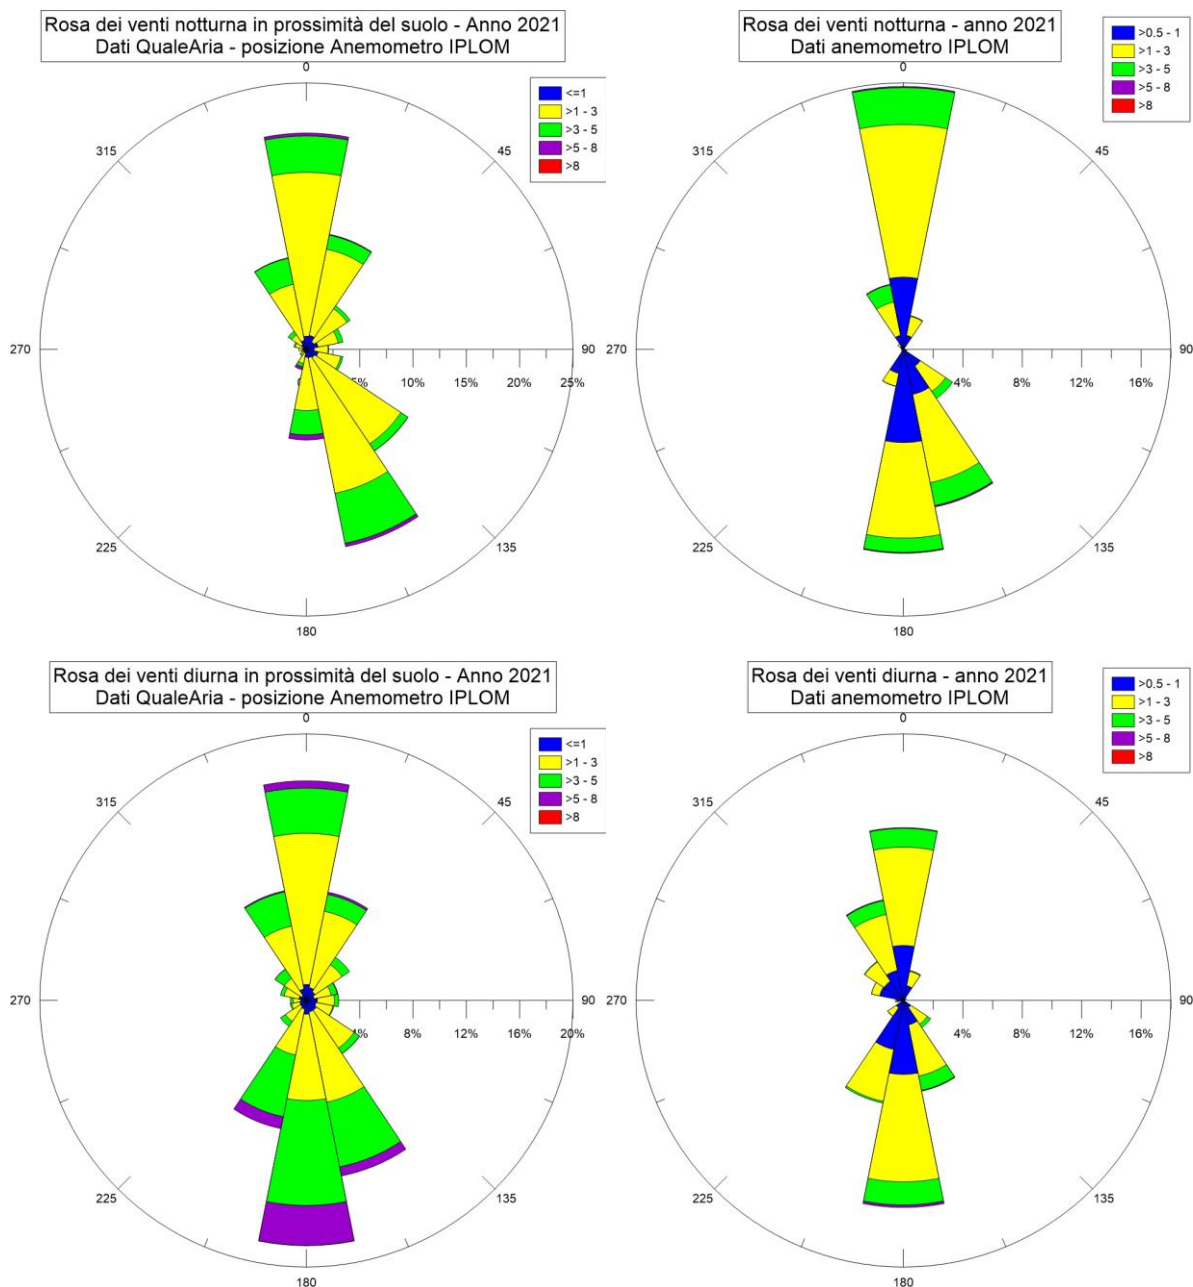 Rosa dei venti notturna in prossimità del suolo - Anno 2021
Dati QualeAria - posizione Anemometro IPLOM
0
<=1
>1 - 3
>3 - 5
>5 - 8
>8
315
45
270
90
15%
20%
25%
225
135
180
Rosa dei venti notturna - anno 2021
Dati anemometro IPLOM
0
>0.5 - 1
>1 - 3
>3 - 5
>5 - 8
>8
315
45
270
90
4%
8%
12%
16%
225
135
180
Rosa dei venti diurna in prossimità del suolo - Anno 2021
Dati QualeAria - posizione Anemometro IPLOM
0
<=1
>1 - 3
>3 - 5
>5 - 8
>8
315
45
270
90
4%
8%
12%
16%
20%
225
135
180
Rosa dei venti diurna - anno 2021
Dati anemometro IPLOM
0
>0.5 - 1
>1 - 3
>3 - 5
>5 - 8
>8
315
45
270
90
4%
8%
12%
16%
225
135
180